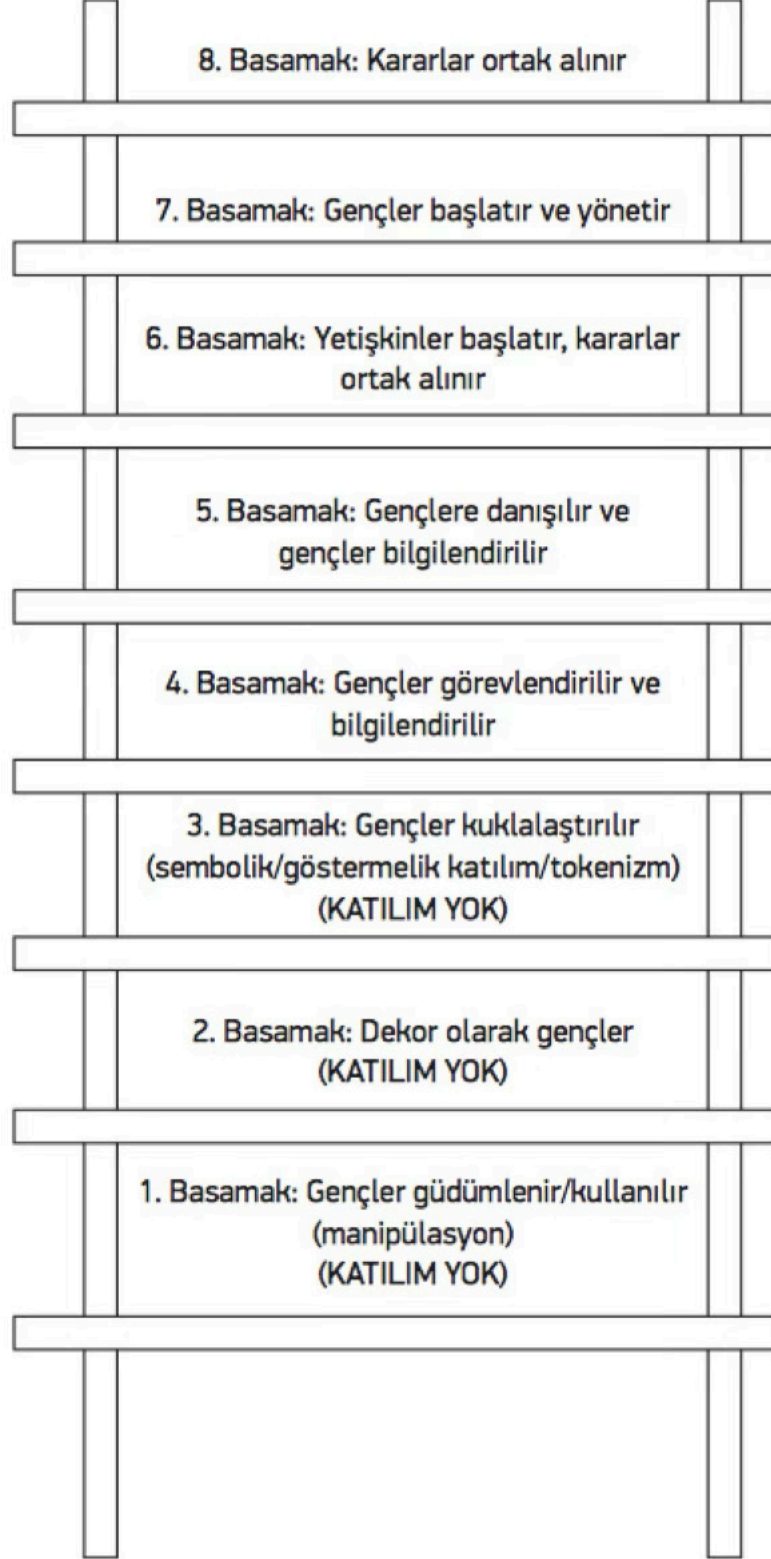 8. Basamak: Kararlar ortak alınır
7. Basamak: Gençler başlatır ve yönetir
6. Basamak: Yetişkinler başlatır, kararlar
ortak alınır
5. Basamak: Gençlere danışılır ve
gençler bilgilendirilir
4. Basamak: Gençler görevlendirilir ve
bilgilendirilir
3. Basamak: Gençler kuklalaştırılır
(sembolik/göstermelik katılım/tokenizm)
(KATILIM YOK)
2. Basamak: Dekor olarak gençler
(KATILIM YOK)
1. Basamak: Gençler güdümlenir/kullanılır
(manipülasyon)
(KATILIM YOK)